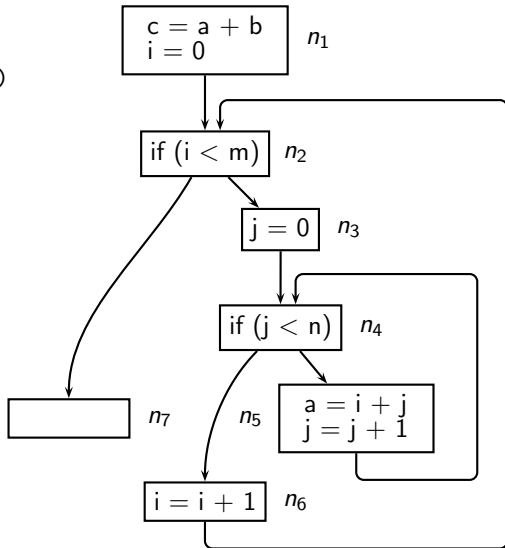 c = a + b
i = 0
n1
)
if (i < m)
n2
j = 0
n3
if (j < n)
n4
a = i + j
j = j + 1
n5
n7
i = i + 1
n6